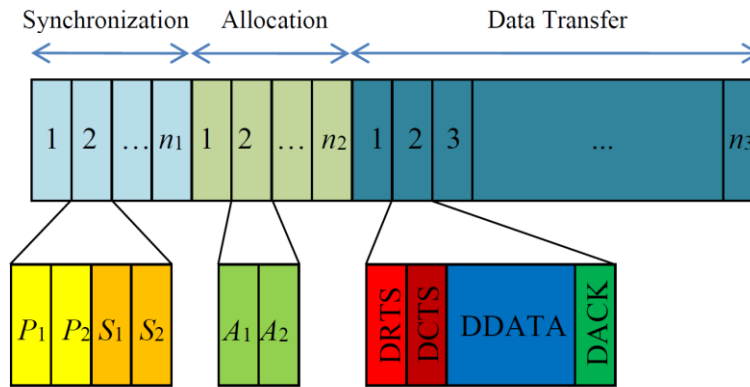 Synchronization Allocation Data Transfer
1 2 ... n1 1 2 ... n2 1 2 3 ... n3
P1 P2 S1 S2 A1 A2 DRTS DCTS DDATA DACK